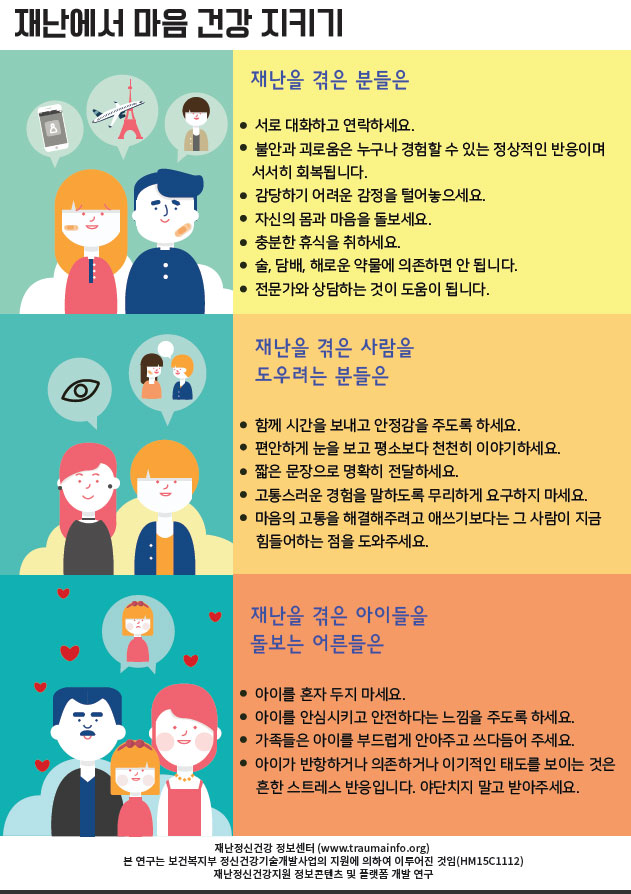 재난에서 마음 건강 지키기
재난을 겪은 분들은
● 서로 대화하고 연락하세요.
● 불안과 괴로움은 누구나 경험할 수 있는 정상적인 반응이며
서서히 회복됩니다.
● 감당하기 어려운 감정을 털어놓으세요.
● 자신의 몸과 마음을 돌보세요.
● 충분한 휴식을 취하세요.
● 술, 담배, 해로운 약물에 의존하면 안 됩니다.
● 전문가와 상담하는 것이 도움이 됩니다.
재난을 겪은 사람을
도우려는 분들은
● 함께 시간을 보내고 안정감을 주도록 하세요.
● 편안하게 눈을 보고 평소보다 천천히 이야기하세요.
● 짧은 문장으로 명확히 전달하세요.
● 고통스러운 경험을 말하도록 무리하게 요구하지 마세요.
● 마음의 고통을 해결해주려고 애쓰기보다는 그 사람이 지금
힘들어하는 점을 도와주세요.
재난을 겪은 아이들을
돌보는 어른들은
● 아이를 혼자 두지 마세요.
● 아이를 안심시키고 안전하다는 느낌을 주도록 하세요.
● 가족들은 아이를 부드럽게 안아주고 쓰다듬어 주세요.
● 아이가 반항하거나 의존하거나 이기적인 태도를 보이는 것은
흔한 스트레스 반응입니다. 야단치지 말고 받아주세요.
재난정신건강 정보센터 (www.traumainfo.org)
본 연구는 보건복지부 정신건강기술개발사업의 지원에 의하여 이루어진 것임(HM15C1112)
재난정신건강지원 정보콘텐츠 및 플랫폼 개발 연구